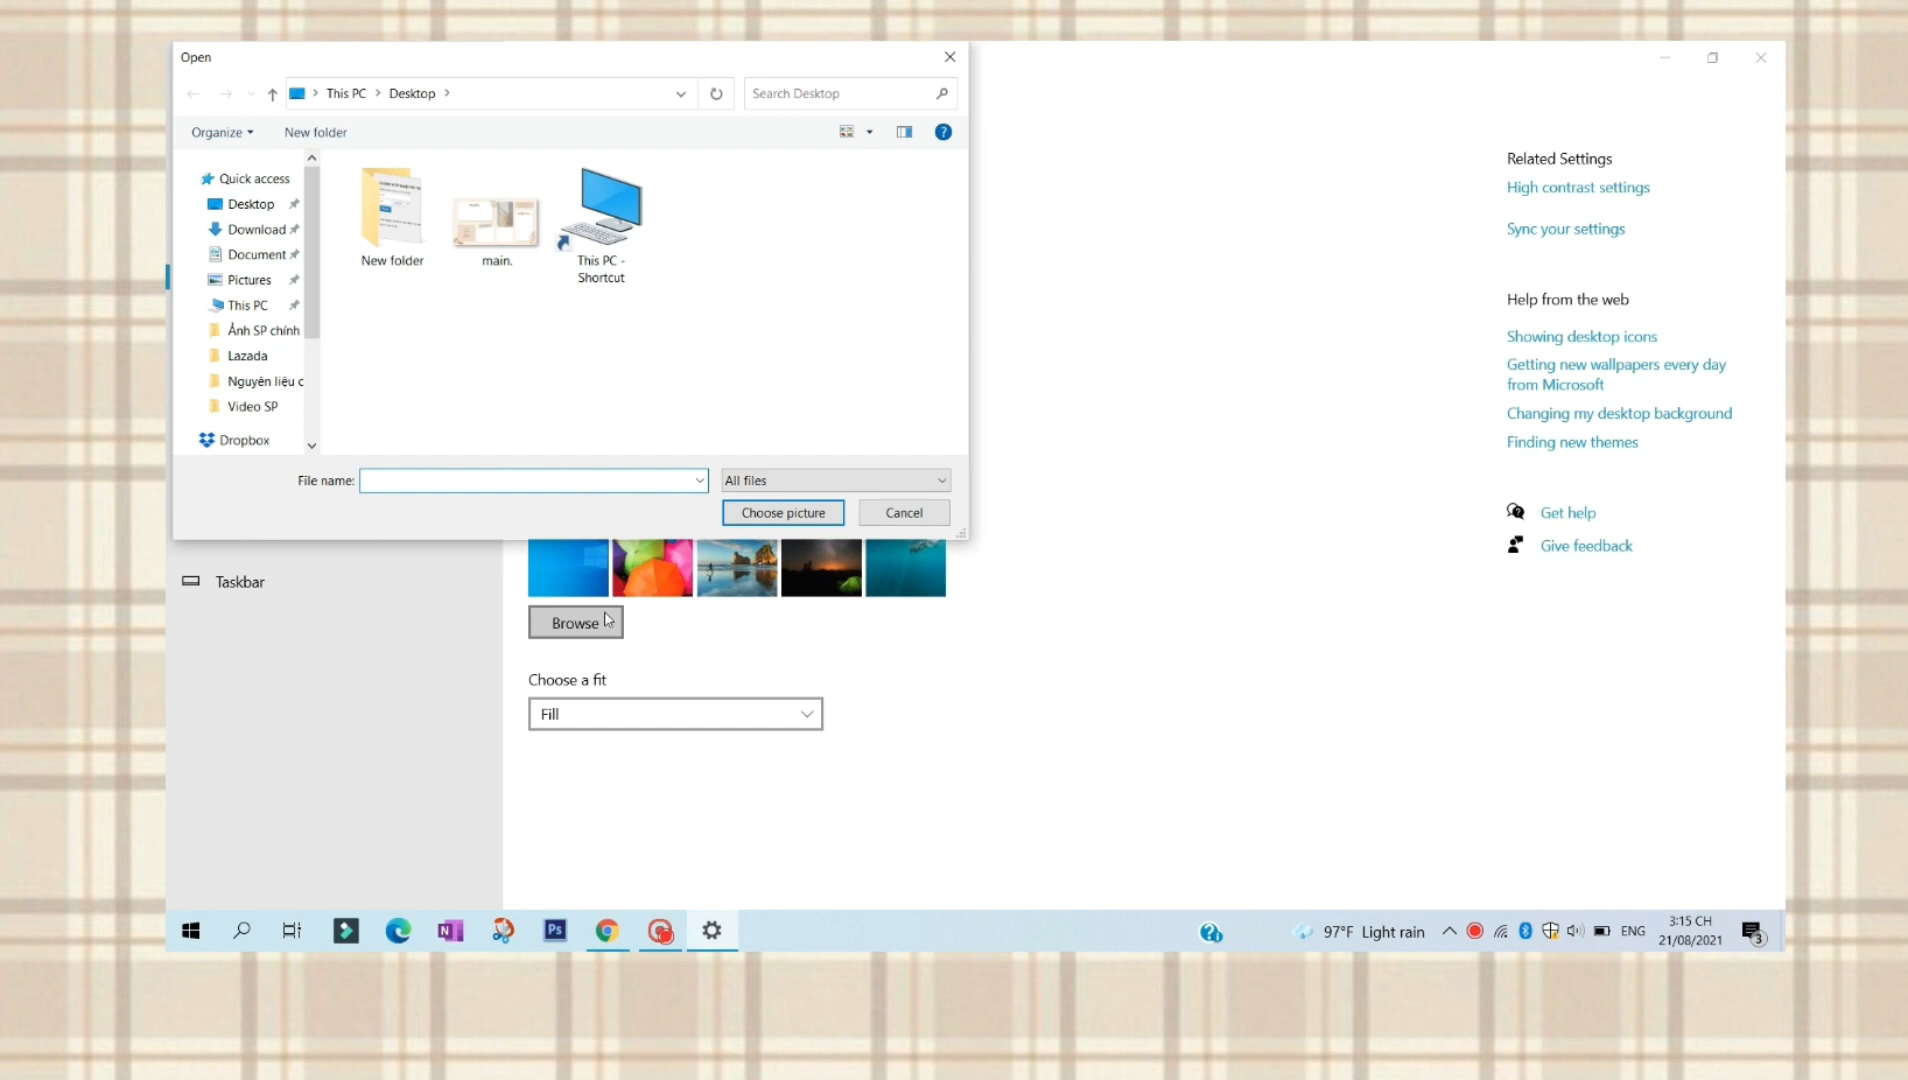 Open
This PC
Desktop
Search Desktop
Organize
New folder
Quick access
Desktop
Download
Document
Pictures
This PC
Ảnh SP chính
Lazada
Nguyên liệu c
Video SP
Dropbox
New folder
main.
This PC -
Shortcut
File name:
All files
Choose picture
Cancel
Taskbar
Browse
Choose a fit
Fill
Related Settings
High contrast settings
Sync your settings
Help from the web
Showing desktop icons
Getting new wallpapers every day
from Microsoft
Changing my desktop background
Finding new themes
Get help
Give feedback
N
Ps
97°F Light rain
ENG
3:15 CH
21/08/2021
3